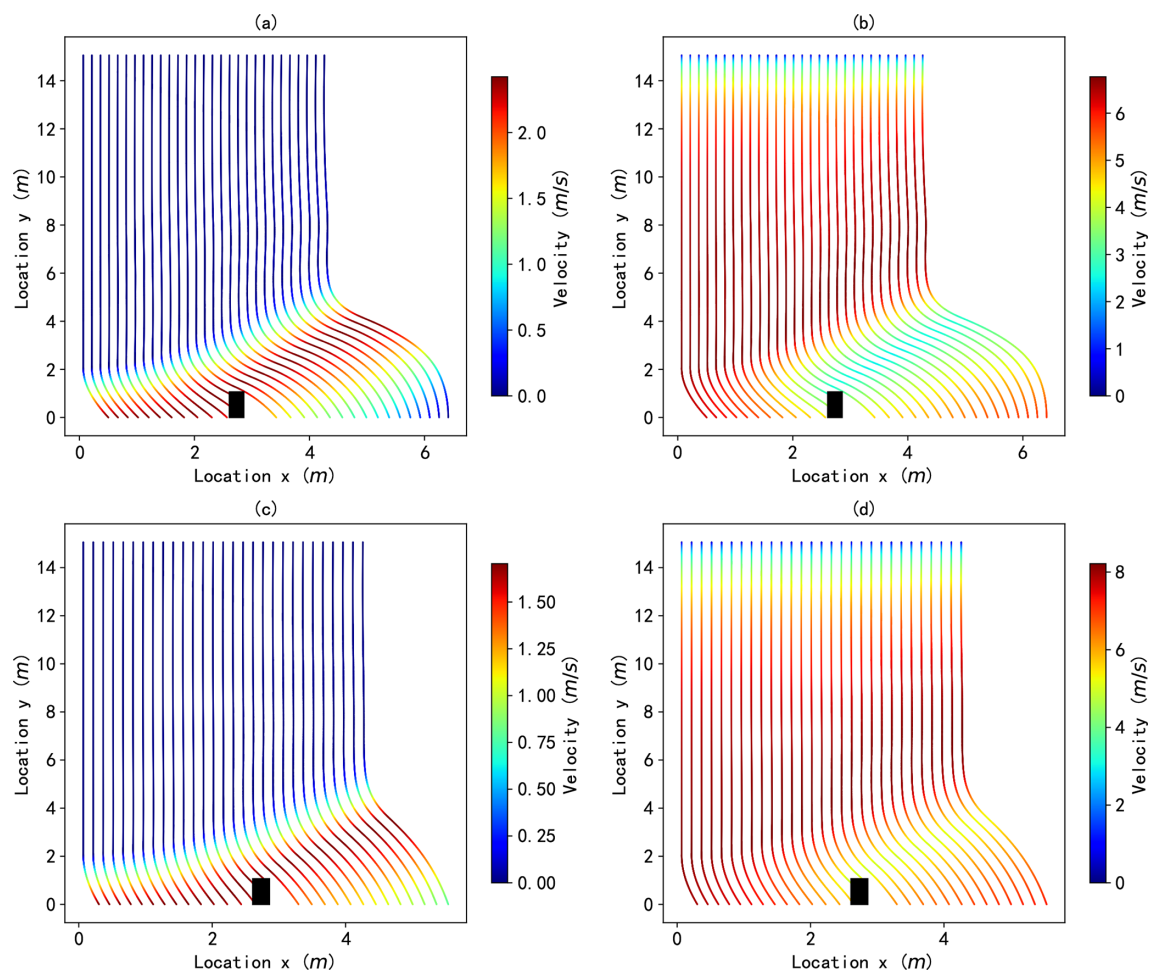 (a)
14
12
10
8
6
4
2
0
0 2 4 6
Location x (m)
Location y (m)
2.0
1.5
1.0
0.5
0.0
Velocity (m/s)
(b)
14
12
10
8
6
4
2
0
0 2 4 6
Location x (m)
Location y (m)
6
5
4
3
2
1
0
Velocity (m/s)
(c)
14
12
10
8
6
4
2
0
0 2 4
Location x (m)
Location y (m)
1.50
1.25
1.00
0.75
0.50
0.25
0.00
Velocity (m/s)
(d)
14
12
10
8
6
4
2
0
0 2 4
Location x (m)
Location y (m)
8
6
4
2
0
Velocity (m/s)